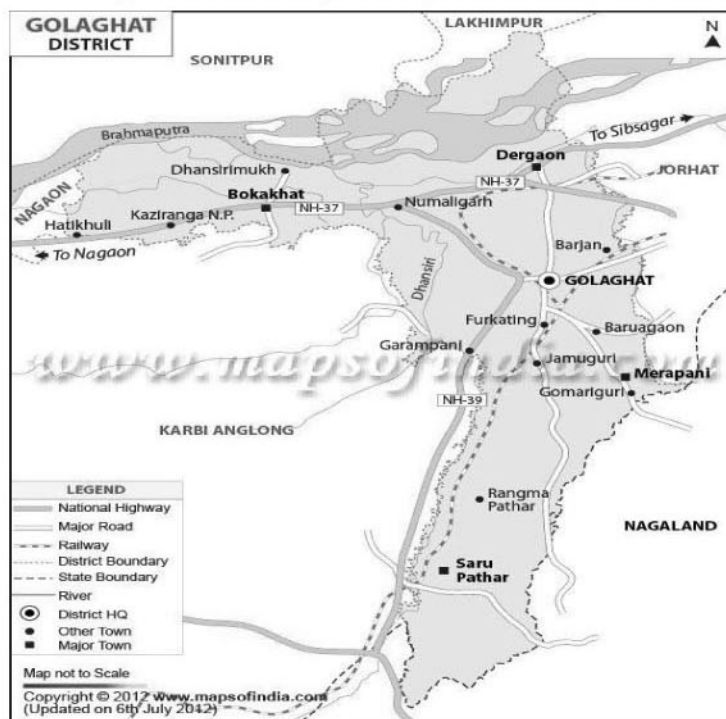 GOLAGHAT
DISTRICT
LAKHIMPUR
N
SONITPUR
Brahmaputra
To Sibsagar
Dergaon
Dhansirimukh
JORHAT
NAGAON
Bokakhat
NH-37
NH-37
Numaligarh
Kaziranga N.P.
Hatikhuli
To Nagaon
Barjan
Dhansiri
GOLAGHAT
Furkating
Baruagaon
Garampani
Jamuguri
www.mapsofindia.com
Merapani
Gomariguri
NH-39
KARBI ANGLONG
LEGEND
National Highway
Major Road
Railway
District Boundary
State Boundary
River
District HQ
Other Town
Major Town
Rangma
Pathar
NAGALAND
Saru
Pathar
Map not to Scale
Copyright © 2012 www.mapsofindia.com
(Updated on 6th July 2012)